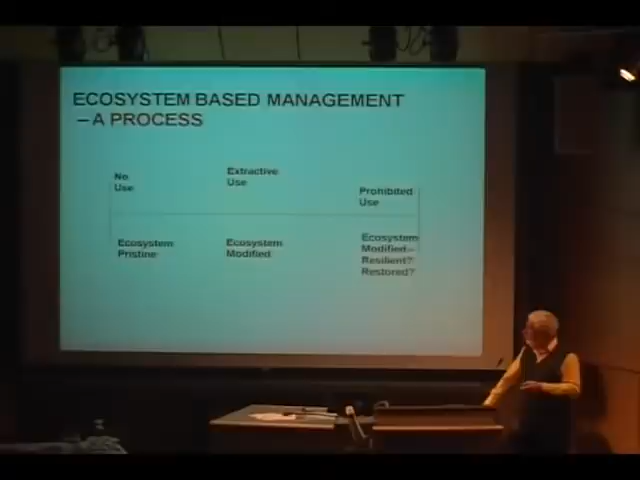 ECOSYSTEM BASED MANAGEMENT
– A PROCESS
No
Use
Extractive
Use
Prohibited
Use
Ecosystem
Pristine
Ecosystem
Modified
Ecosystem
Modified–
Resilient?
Restored?